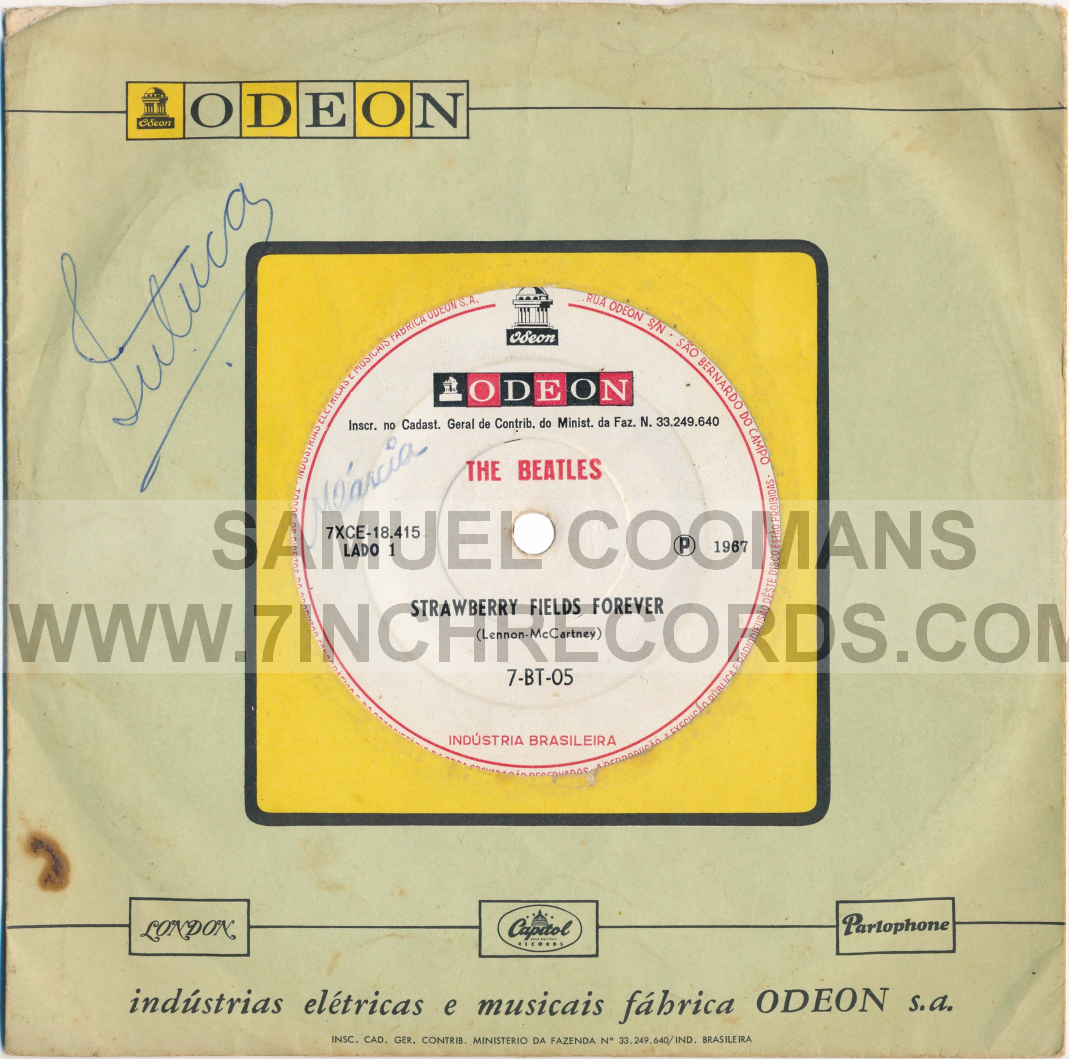 Odeon ODEON
INDÚSTRIAS ELÉTRICAS E MUSICAIS FÁBRICA ODEON S.A.
RUA ODEON S/N - SÃO BERNARDO DO CAMPO
Odeon
ODEON
Inscr. no Cadast. Geral de Contrib. do Minist. da Faz. N. 33.249.640
Márcia
THE BEATLES
7XCE-18.415
LADO 1
℗ 1967
STRAWBERRY FIELDS FOREVER
(Lennon-McCartney)
7-BT-05
INDÚSTRIA BRASILEIRA
SAMUEL COOMANS
WWW.7INCHRECORDS.COM
LONDON
Capitol
RECORDS
Parlophone
indústrias elétricas e musicais fábrica ODEON s.a.
INSC. CAD. GER. CONTRIB. MINISTERIO DA FAZENDA Nº 33.249.640/IND. BRASILEIRA